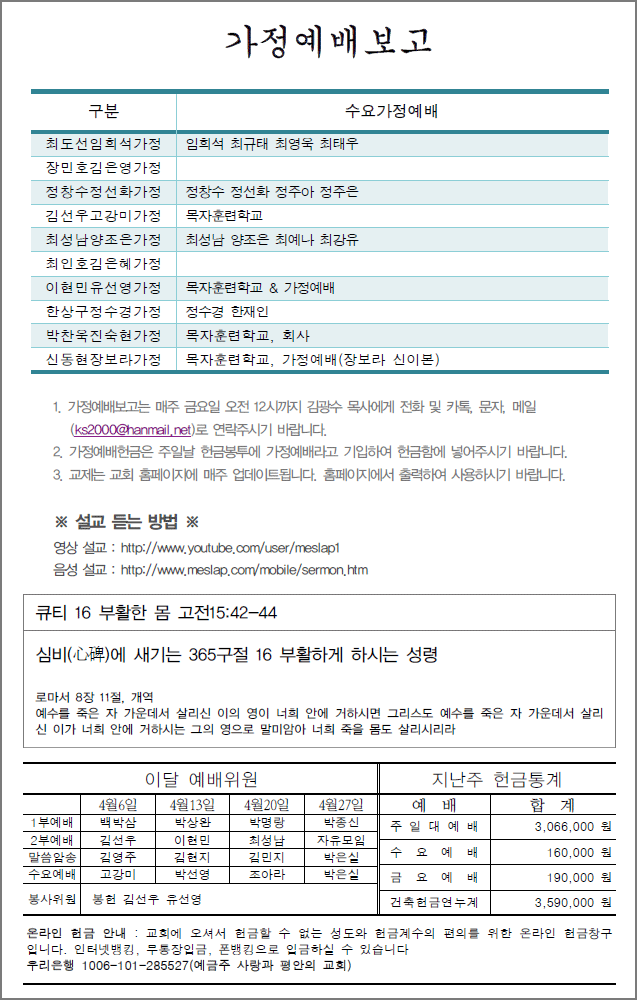 가정예배보고
구분 수요가정예배
최도선임희석가정 임희석 최규태 최영욱 최태우
장민호김은영가정
정창수정선화가정 정창수 정선화 정주아 정주은
김선우고강미가정 목자훈련학교
최성남양조은가정 최성남 양조은 최예나 최강유
최인호김은혜가정
이현민유선영가정 목자훈련학교 & 가정예배
한상구정수경가정 정수경 한재인
박찬욱진숙현가정 목자훈련학교, 회사
신동현장보라가정 목자훈련학교, 가정예배(장보라 신이본)
1. 가정예배보고는 매주 금요일 오전 12시까지 김광수 목사에게 전화 및 카톡, 문자, 메일
(ks2000@hanmail.net)로 연락주시기 바랍니다.
2. 가정예배헌금은 주일날 헌금봉투에 가정예배라고 기입하여 헌금함에 넣어주시기 바랍니다.
3. 교제는 교회 홈페이지에 매주 업데이트됩니다. 홈페이지에서 출력하여 사용하시기 바랍니다.
※ 설교 듣는 방법 ※
영상 설교 : http://www.youtube.com/user/meslap1
음성 설교 : http://www.meslap.com/mobile/sermon.htm
큐티 16 부활한 몸 고전15:42-44
심비(心碑)에 새기는 365구절 16 부활하게 하시는 성령
로마서 8장 11절, 개역
예수를 죽은 자 가운데서 살리신 이의 영이 너희 안에 거하시면 그리스도 예수를 죽은 자 가운데서 살리
신 이가 너희 안에 거하시는 그의 영으로 말미암아 너희 죽을 몸도 살리시리라
이달 예배위원
4월6일 4월13일 4월20일 4월27일
1부예배 백박삼 박상완 박명랑 박종신
2부예배 김선우 이현민 최성남 자유모임
말씀암송 김영주 김현지 김민지 박은실
수요예배 고강미 박선영 조아라 박은실
봉사위원 봉헌 김선우 유선영
지난주 헌금통계
예 배 합 계
주일대예배 3,066,000 원
수 요 예 배 160,000 원
금 요 예 배 190,000 원
건축헌금연누계 3,590,000 원
온라인 헌금 안내 : 교회에 오셔서 헌금할 수 없는 성도와 헌금계수의 편의를 위한 온라인 헌금창구
입니다. 인터넷뱅킹, 무통장입금, 폰뱅킹으로 입금하실 수 있습니다
우리은행 1006-101-285527(예금주 사랑과 평안의 교회)